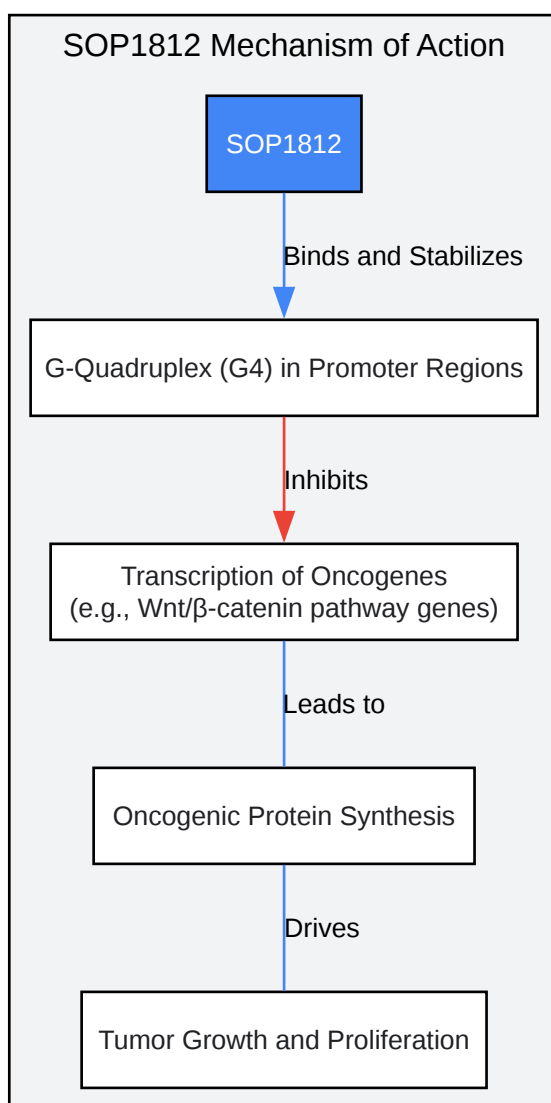 SOP1812 Mechanism of Action
SOP1812
Binds and Stabilizes
G-Quadruplex (G4) in Promoter Regions
Inhibits
Transcription of Oncogenes
(e.g., Wnt/β-catenin pathway genes)
Leads to
Oncogenic Protein Synthesis
Drives
Tumor Growth and Proliferation